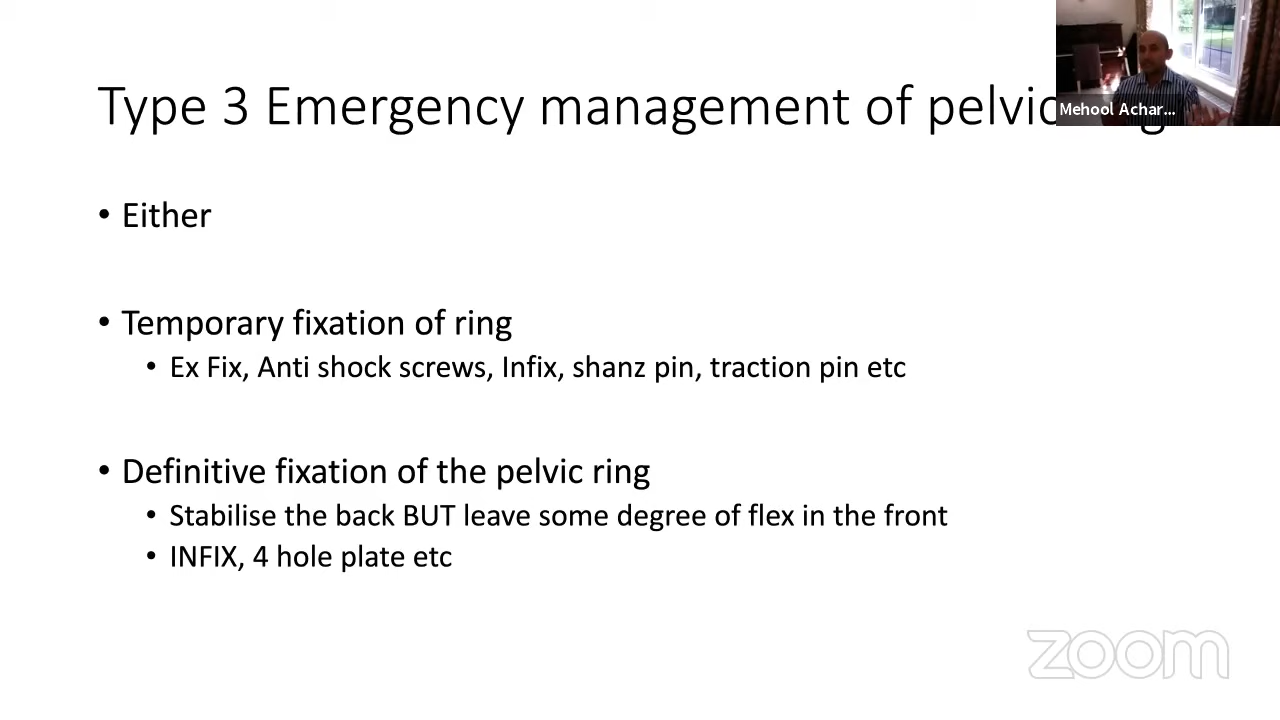 Type 3 Emergency management of pelvic
Mehool Achar...
• Either
• Temporary fixation of ring
• Ex Fix, Anti shock screws, Infix, shanz pin, traction pin etc
• Definitive fixation of the pelvic ring
• Stabilise the back BUT leave some degree of flex in the front
• INFIX, 4 hole plate etc
zoom